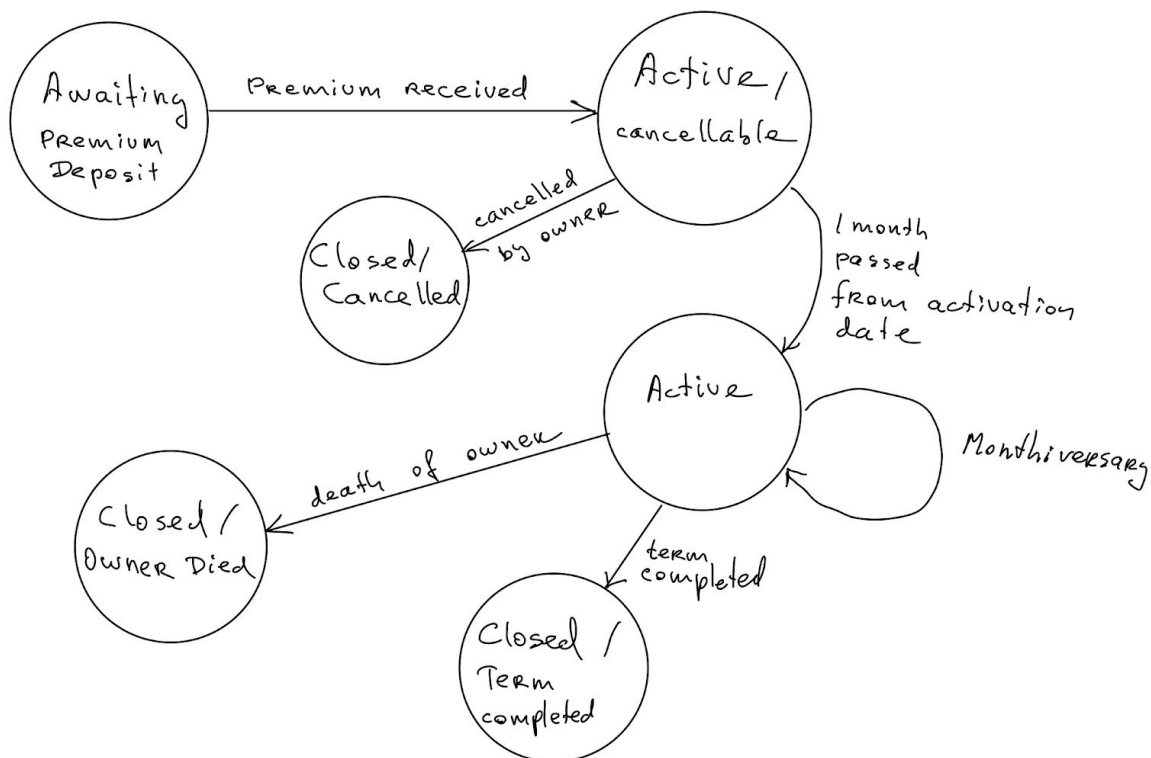 Awaiting
Premium
Deposit
Premium received
Active /
cancellable
cancelled
by owner
Closed /
Cancelled
1 month
passed
from activation
date
Active
Monthiversary
death of owner
Closed /
Owner Died
term
completed
Closed /
Term
completed